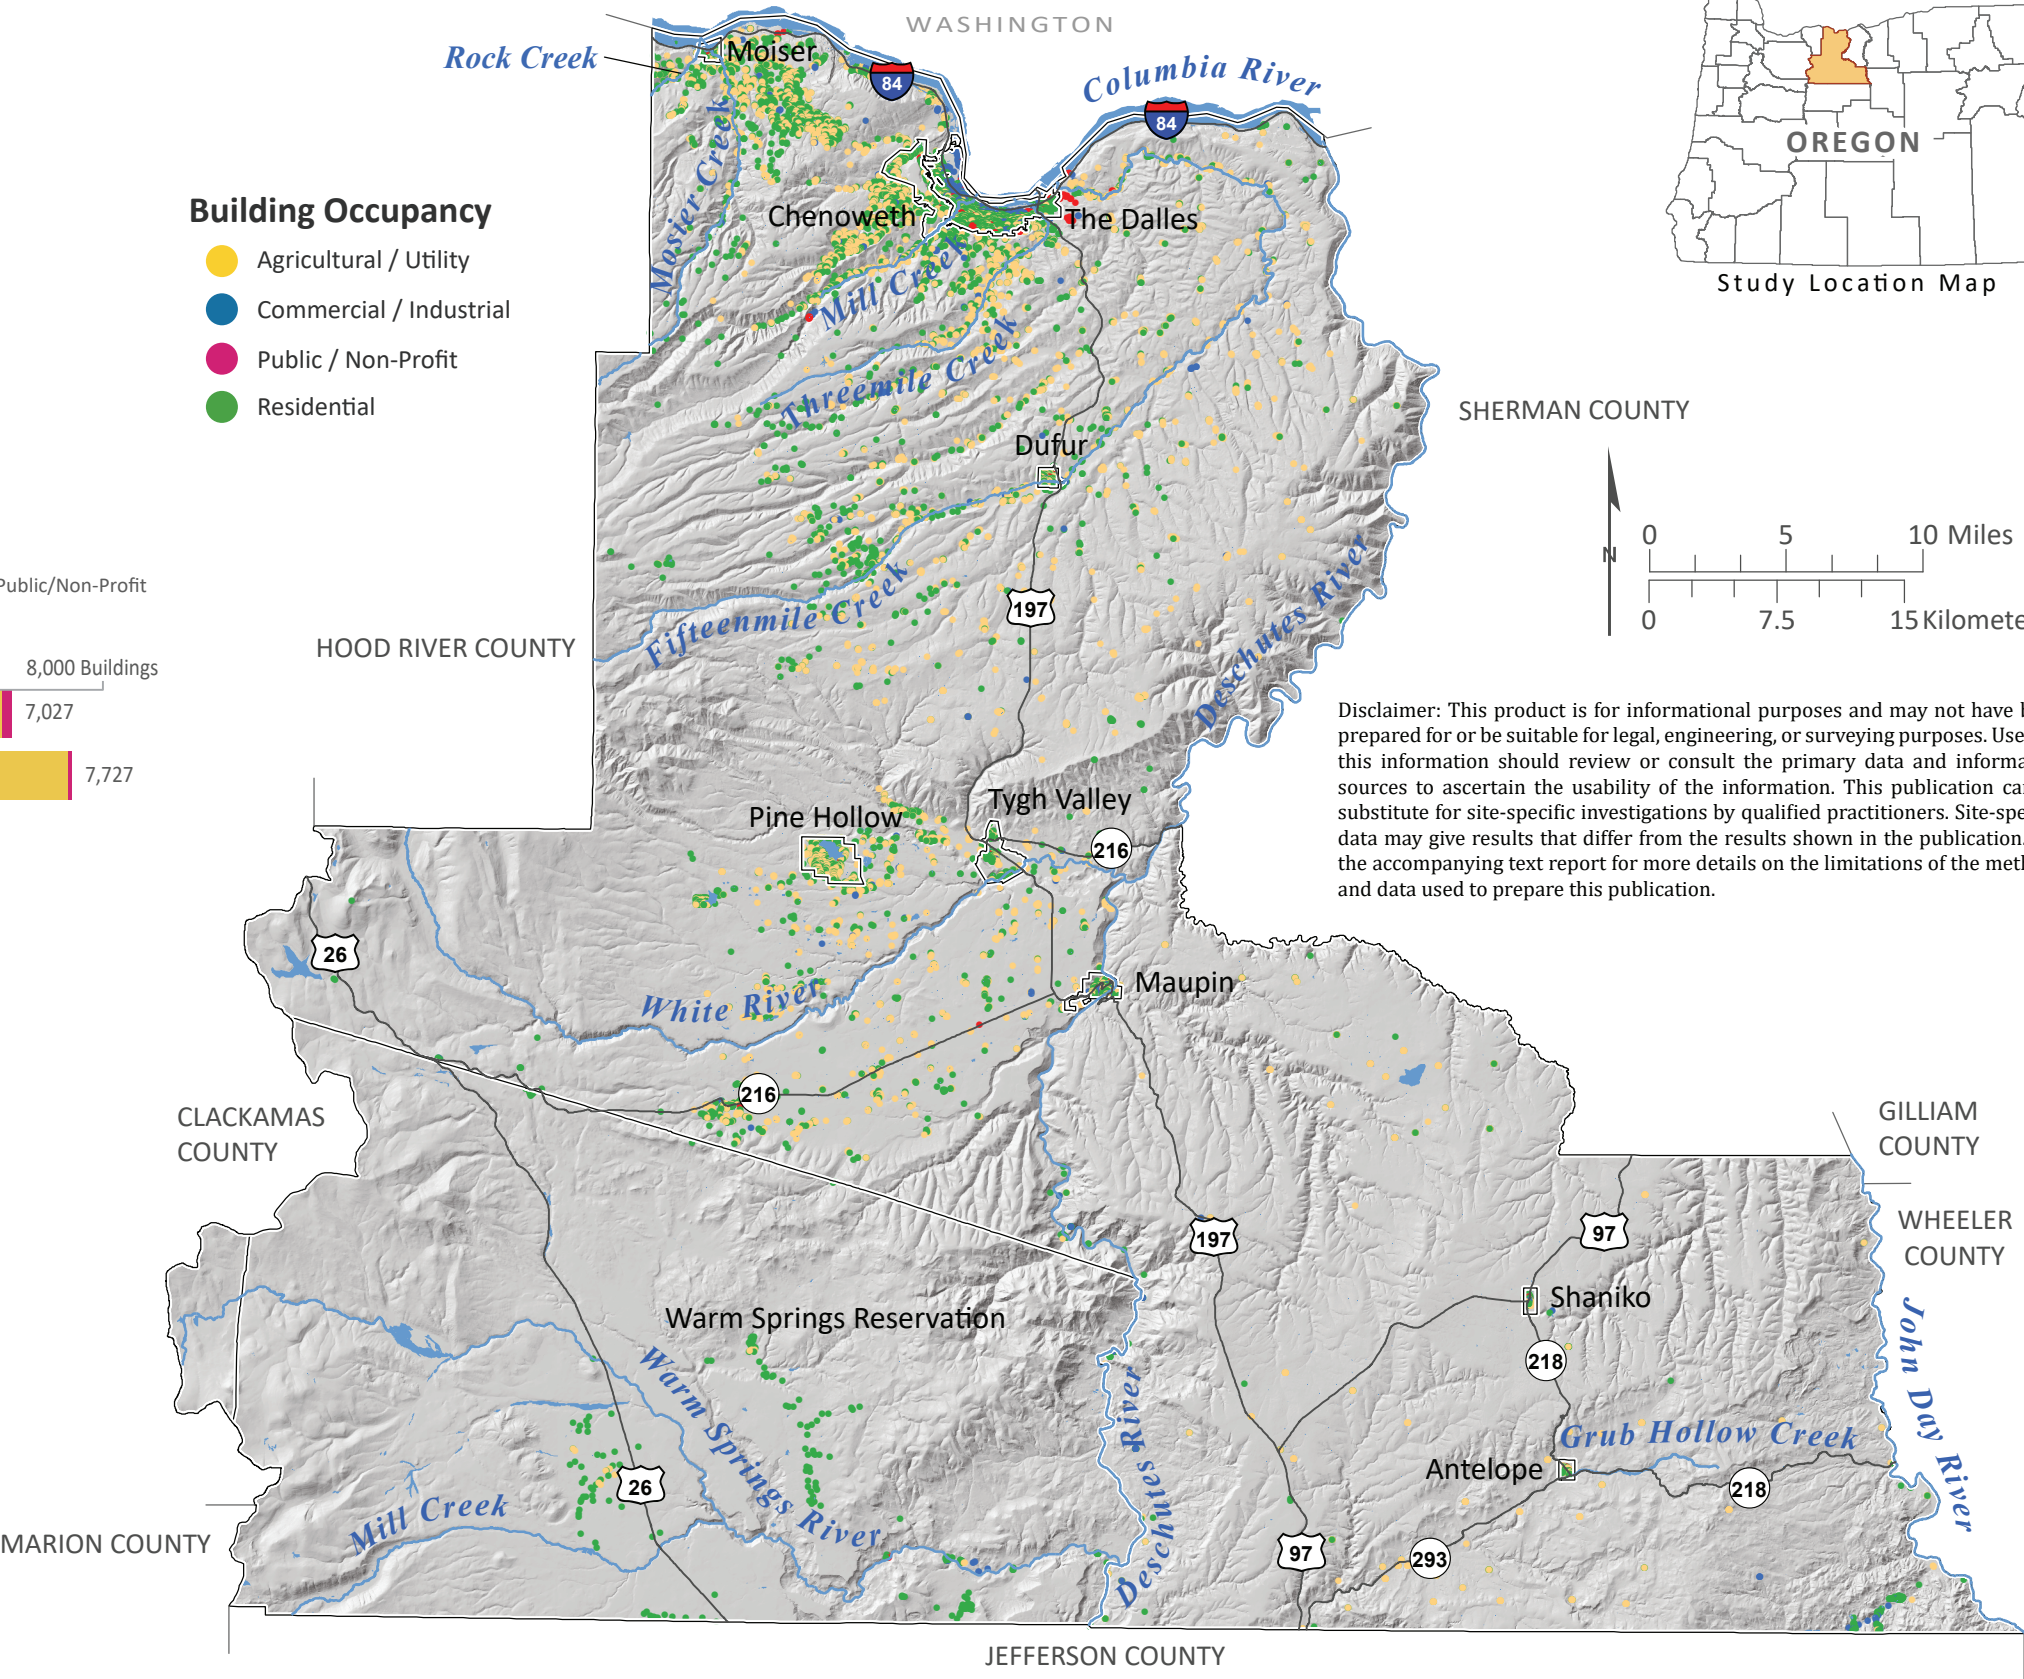 WASHINGTON
Rock Creek
Moiser
84
Columbia River
84
OREGON
Study Location Map
Mosier Creek
Building Occupancy
Agricultural / Utility
Commercial / Industrial
Public / Non-Profit
Residential
Chenoweth
The Dalles
Mill Creek
Threemile Creek
Dufur
SHERMAN COUNTY
N
0 5 10 Miles
0 7.5 15 Kilomete
Public/Non-Profit
8,000 Buildings
7,027
7,727
HOOD RIVER COUNTY
Fifteenmile Creek
197
Deschutes River
Disclaimer: This product is for informational purposes and may not have b
prepared for or be suitable for legal, engineering, or surveying purposes. Use
this information should review or consult the primary data and informa
sources to ascertain the usability of the information. This publication ca
substitute for site-specific investigations by qualified practitioners. Site-spe
data may give results that differ from the results shown in the publication.
the accompanying text report for more details on the limitations of the met
and data used to prepare this publication.
Pine Hollow
Tygh Valley
216
26
White River
Maupin
216
CLACKAMAS
COUNTY
GILLIAM
COUNTY
WHEELER
COUNTY
197
97
Shaniko
Warm Springs Reservation
218
John Day River
Warm Springs River
Deschutes River
Grub Hollow Creek
Antelope
218
26
Mill Creek
MARION COUNTY
97
293
JEFFERSON COUNTY